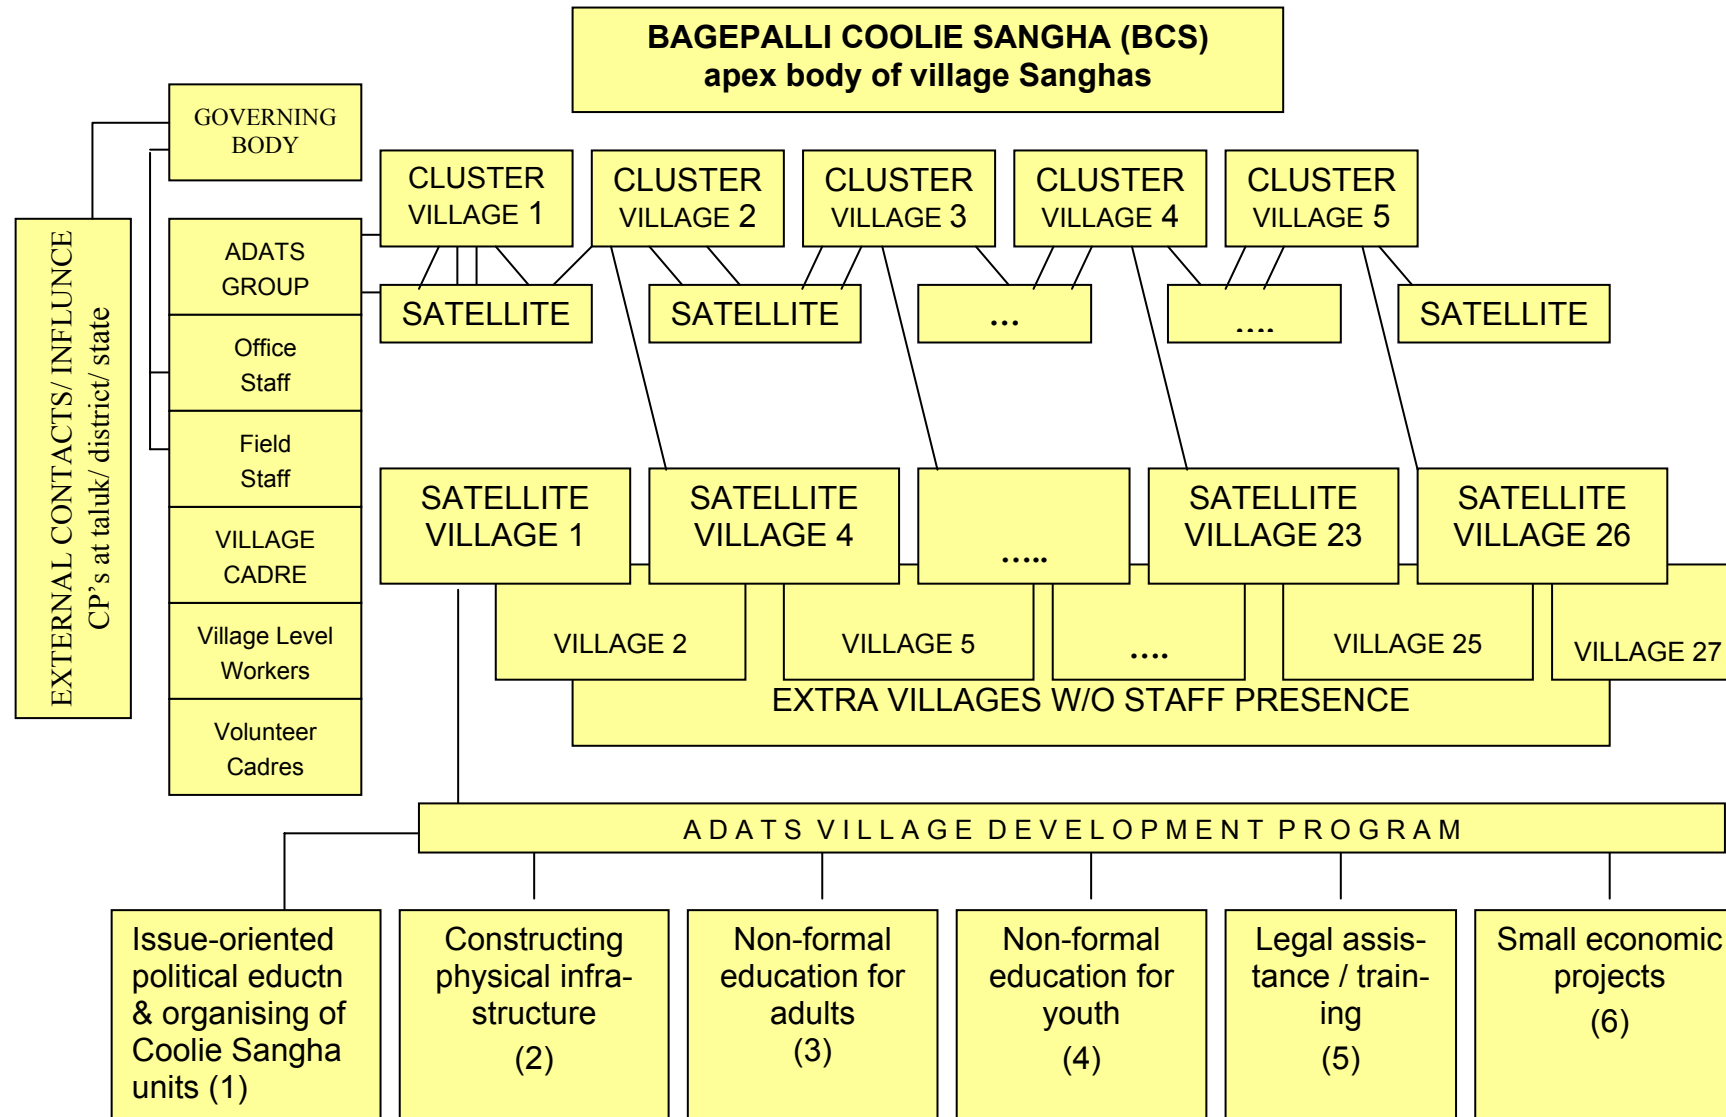 BAGEPALLI COOLIE SANGHA (BCS)
apex body of village Sanghas
GOVERNING
BODY
EXTERNAL CONTACTS/ INFLUNCE
CP's at taluk/ district/ state
ADATS
GROUP
Office
Staff
Field
Staff
VILLAGE
CADRE
Village Level
Workers
Volunteer
Cadres
CLUSTER
VILLAGE 1
CLUSTER
VILLAGE 2
CLUSTER
VILLAGE 3
CLUSTER
VILLAGE 4
CLUSTER
VILLAGE 5
SATELLITE
SATELLITE
...
....
SATELLITE
SATELLITE
VILLAGE 1
SATELLITE
VILLAGE 4
.....
SATELLITE
VILLAGE 23
SATELLITE
VILLAGE 26
VILLAGE 2
VILLAGE 5
....
VILLAGE 25
VILLAGE 27
EXTRA VILLAGES W/O STAFF PRESENCE
ADATS VILLAGE DEVELOPMENT PROGRAM
Issue-oriented
political eductn
& organising of
Coolie Sangha
units (1)
Constructing
physical infra-
structure
(2)
Non-formal
education for
adults
(3)
Non-formal
education for
youth
(4)
Legal assis-
tance / train-
ing
(5)
Small economic
projects
(6)